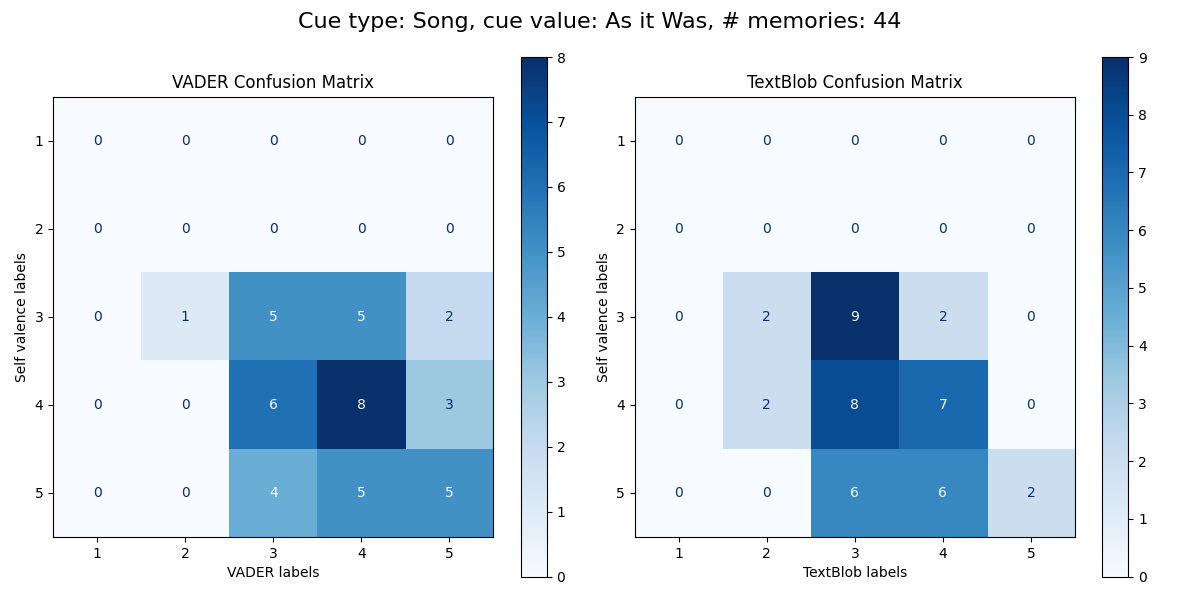 Cue type: Song, cue value: As it Was, # memories: 44
VADER Confusion Matrix
1 0 0 0 0 0
2 0 0 0 0 0
3 0 1 5 5 2
4 0 0 6 8 3
5 0 0 4 5 5
1 2 3 4 5
VADER labels
Self valence labels
8
7
6
5
4
3
2
1
0
TextBlob Confusion Matrix
1 0 0 0 0 0
2 0 0 0 0 0
3 0 2 9 2 0
4 0 2 8 7 0
5 0 0 6 6 2
1 2 3 4 5
TextBlob labels
Self valence labels
9
8
7
6
5
4
3
2
1
0